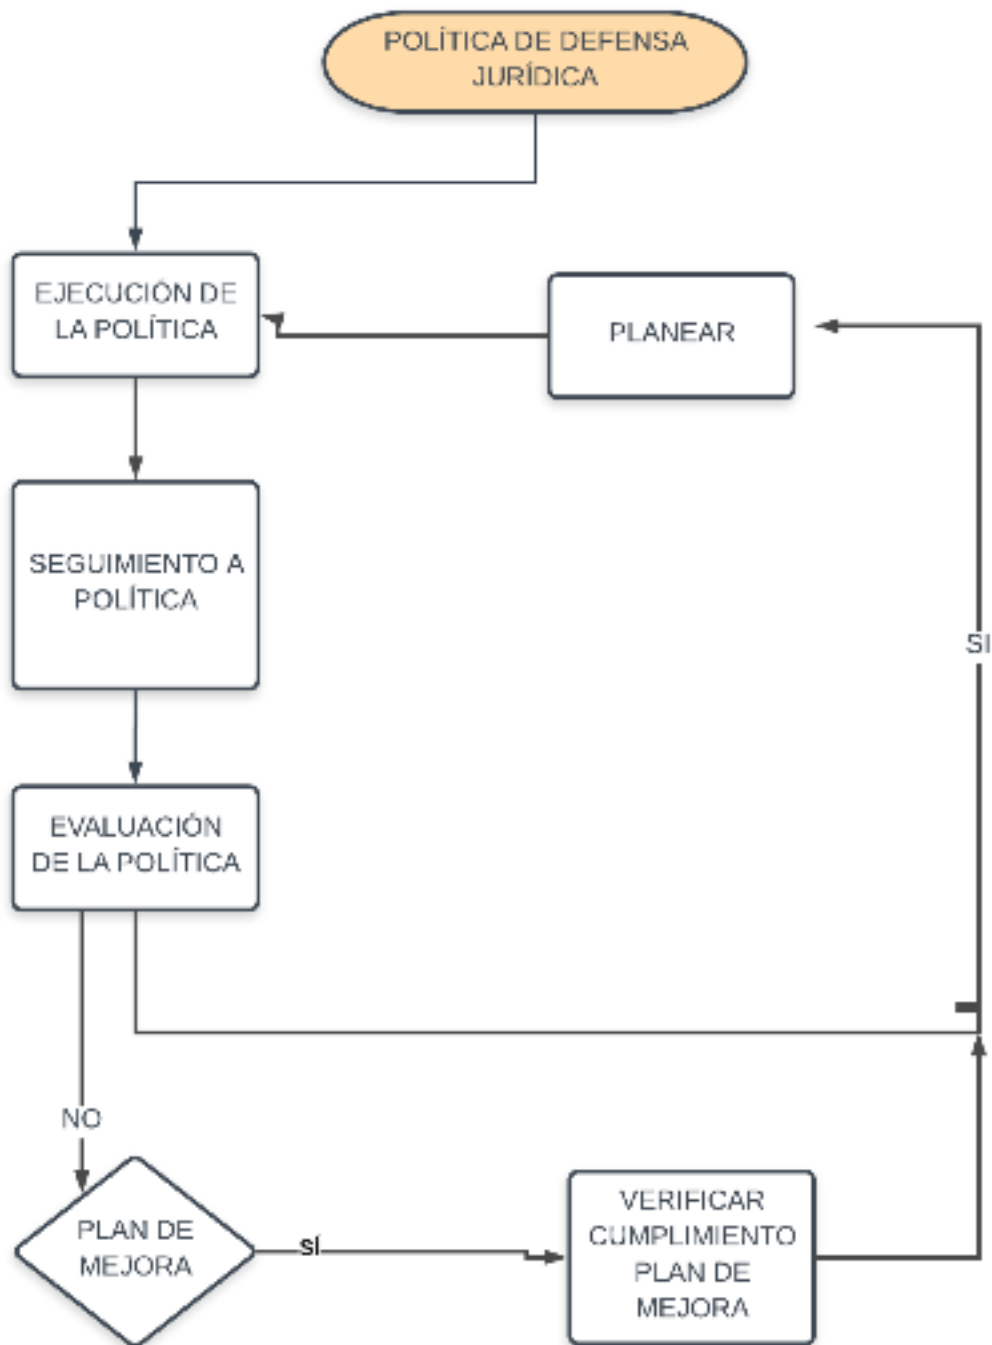 POLÍTICA DE DEFENSA
JURÍDICA
EJECUCIÓN DE
LA POLÍTICA
PLANEAR
SEGUIMIENTO A
POLÍTICA
SI
EVALUACIÓN
DE LA POLÍTICA
NO
PLAN DE
MEJORA
SÍ
VERIFICAR
CUMPLIMIENTO
PLAN DE
MEJORA